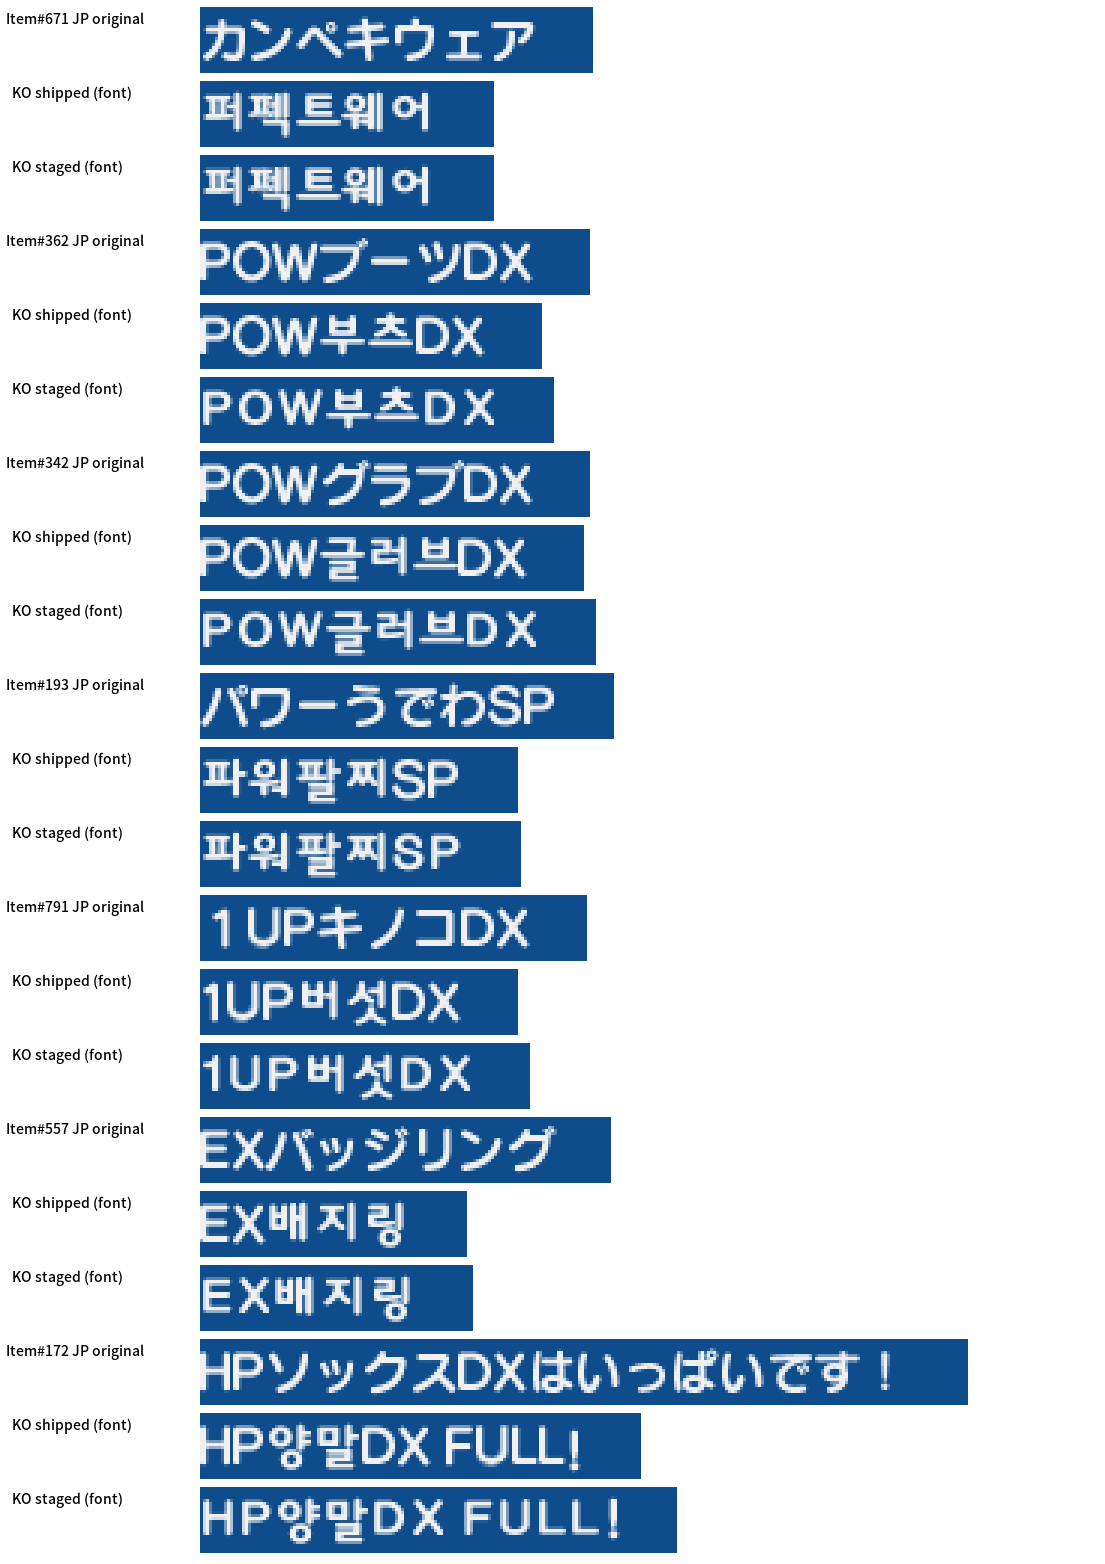 Item#671 JP original カンペキウェア
KO shipped (font) 퍼펙트웨어
KO staged (font) 퍼펙트웨어
Item#362 JP original POWブーツDX
KO shipped (font) POW부츠DX
KO staged (font) POW부츠DX
Item#342 JP original POWグラブDX
KO shipped (font) POW글러브DX
KO staged (font) POW글러브DX
Item#193 JP original パワーうでわSP
KO shipped (font) 파워팔찌SP
KO staged (font) 파워팔찌SP
Item#791 JP original 1UPキノコDX
KO shipped (font) 1UP버섯DX
KO staged (font) 1UP버섯DX
Item#557 JP original EXバッジリング
KO shipped (font) EX배지링
KO staged (font) EX배지링
Item#172 JP original HPソックスDXはいっぱいです！
KO shipped (font) HP양말DX FULL!
KO staged (font) HP양말DX FULL!